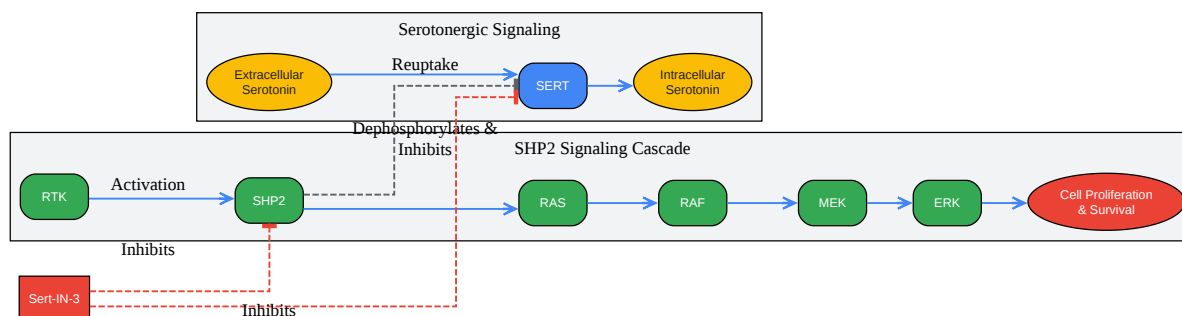 Serotonergic Signaling
Extracellular
Serotonin
Reuptake
SERT
Intracellular
Serotonin
Dephosphorylates &
Inhibits
SHP2 Signaling Cascade
RTK
Activation
SHP2
RAS
RAF
MEK
ERK
Cell Proliferation
& Survival
Inhibits
Sert-IN-3
Inhibits